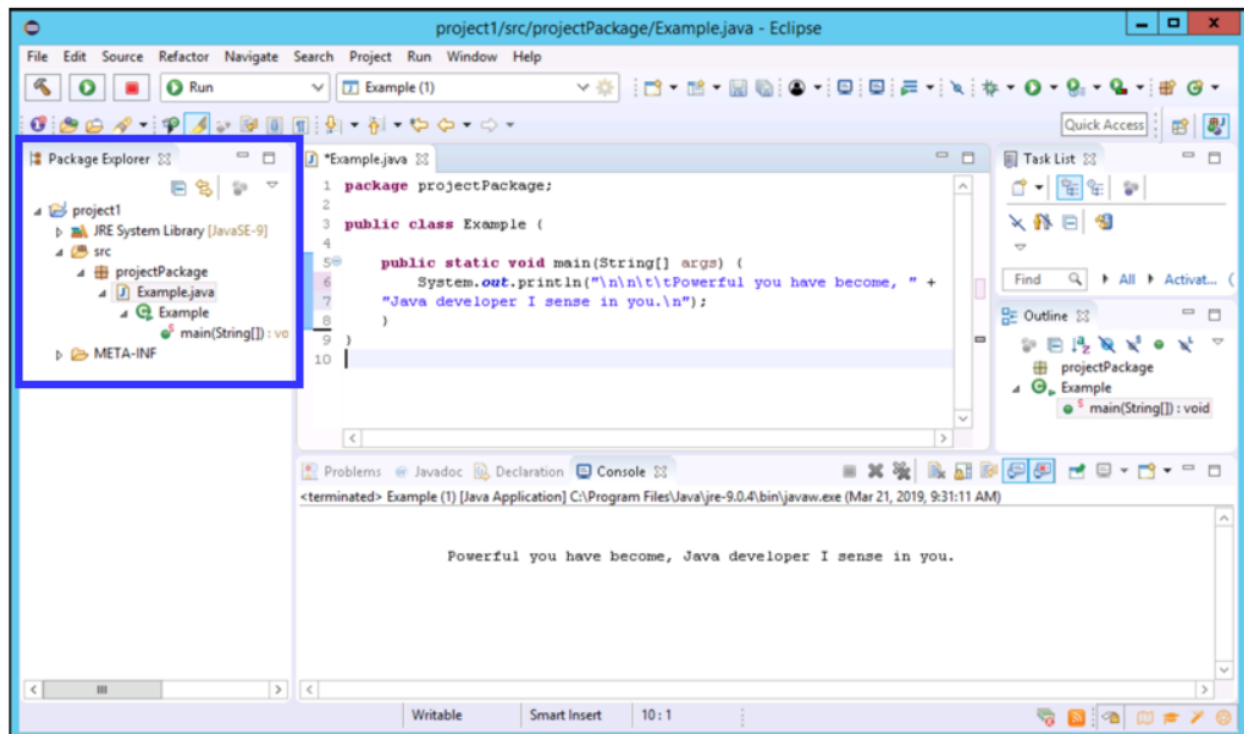 project1/src/projectPackage/Example.java - Eclipse
File Edit Source Refactor Navigate Search Project Run Window Help
Run
Example (1)
Quick Access
Package Explorer
project1
JRE System Library [JavaSE-9]
src
projectPackage
Example.java
Example
main(String[]) : vo
META-INF
*Example.java
1 package projectPackage;
2
3 public class Example (
4
5 public static void main(String[] args) (
6 System.out.println("\n\n\t\tPowerful you have become, " +
7 "Java developer I sense in you.\n");
8 )
9 )
10
Task List
Find All Activat...
Outline
projectPackage
Example
main(String[]) : void
Problems Javadoc Declaration Console
<terminated> Example (1) [Java Application] C:\Program Files\Java\jre-9.0.4\bin\javaw.exe (Mar 21, 2019, 9:31:11 AM)
Powerful you have become, Java developer I sense in you.
Writable Smart Insert 10 : 1